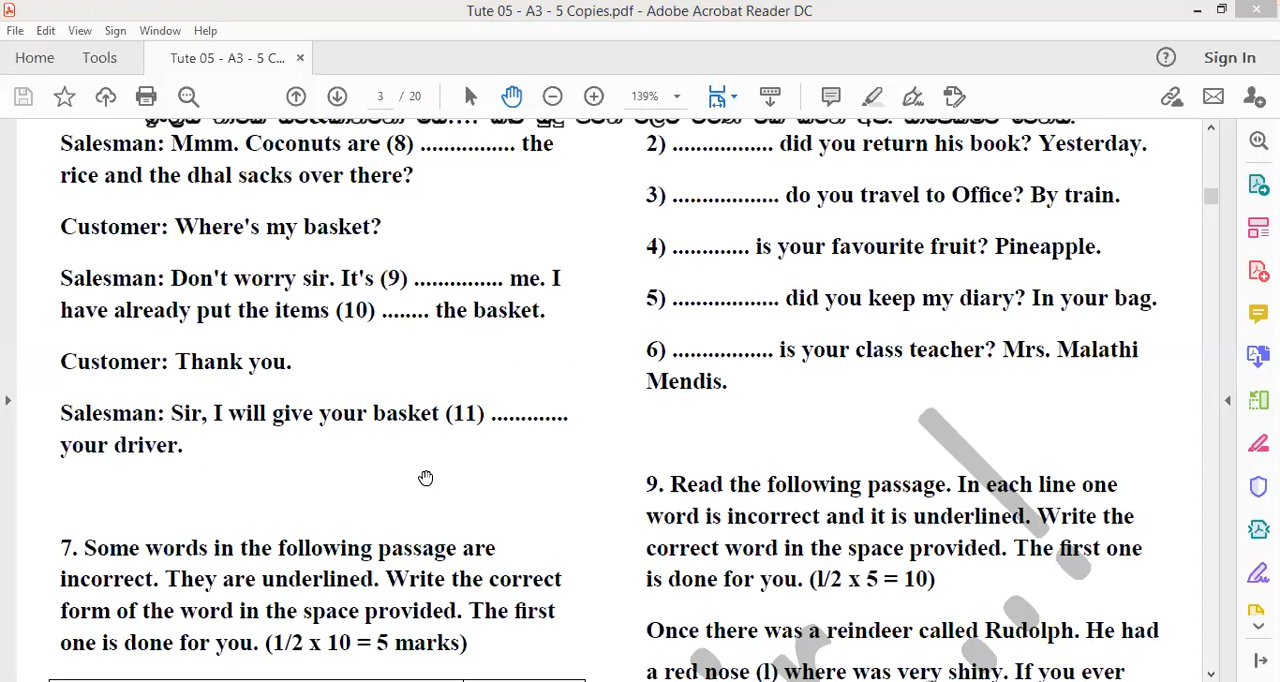 Tute 05 - A3 - 5 Copies.pdf - Adobe Acrobat Reader DC
File Edit View Sign Window Help
Home Tools Tute 05 - A3 - 5 C... × Sign In
3 / 20 139%
Salesman: Mmm. Coconuts are (8) ................ the
rice and the dhal sacks over there?
Customer: Where's my basket?
Salesman: Don't worry sir. It's (9) ............... me. I
have already put the items (10) ........ the basket.
Customer: Thank you.
Salesman: Sir, I will give your basket (11) .............
your driver.
7. Some words in the following passage are
incorrect. They are underlined. Write the correct
form of the word in the space provided. The first
one is done for you. (1/2 x 10 = 5 marks)
2) ................. did you return his book? Yesterday.
3) .................. do you travel to Office? By train.
4) ............. is your favourite fruit? Pineapple.
5) .................. did you keep my diary? In your bag.
6) ................. is your class teacher? Mrs. Malathi
Mendis.
9. Read the following passage. In each line one
word is incorrect and it is underlined. Write the
correct word in the space provided. The first one
is done for you. (l/2 x 5 = 10)
Once there was a reindeer called Rudolph. He had
a red nose (l) where was very shiny. If you ever